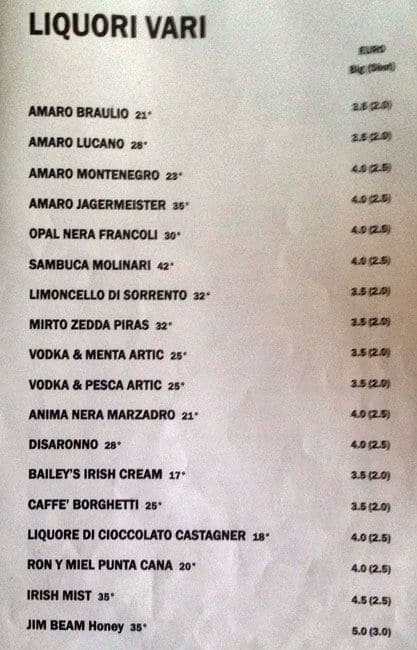 LIQUORI VARI
EURO
Big (Shot)
AMARO BRAULIO 21° 3.5 (2.0)
AMARO LUCANO 28° 3.5 (2.0)
AMARO MONTENEGRO 23° 4.0 (2.5)
AMARO JAGERMEISTER 35° 4.0 (2.5)
OPAL NERA FRANCOLI 30° 4.0 (2.5)
SAMBUCA MOLINARI 42° 4.0 (2.5)
LIMONCELLO DI SORRENTO 32° 3.5 (2.0)
MIRTO ZEDDA PIRAS 32° 3.5 (2.0)
VODKA & MENTA ARTIC 25° 3.5 (2.0)
VODKA & PESCA ARTIC 25° 3.5 (2.0)
ANIMA NERA MARZADRO 21° 4.0 (2.5)
DISARONNO 28° 4.0 (2.5)
BAILEY'S IRISH CREAM 17° 3.5 (2.0)
CAFFE' BORGHETTI 25° 3.5 (2.0)
LIQUORE DI CIOCCOLATO CASTAGNER 18° 4.0 (2.5)
RON Y MIEL PUNTA CANA 20° 4.0 (2.5)
IRISH MIST 35° 4.5 (2.5)
JIM BEAM Honey 35° 5.0 (3.0)